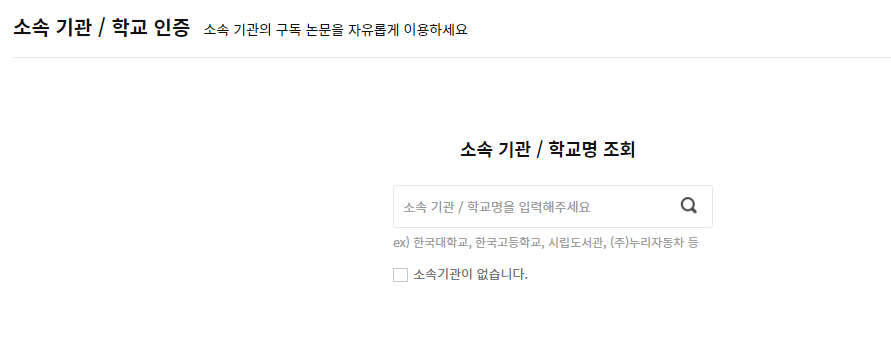 소속 기관 / 학교 인증 소속 기관의 구독 논문을 자유롭게 이용하세요
소속 기관 / 학교명 조회
소속 기관 / 학교명을 입력해주세요
ex) 한국대학교, 한국고등학교, 시립도서관, (주)누리자동차 등
소속기관이 없습니다.